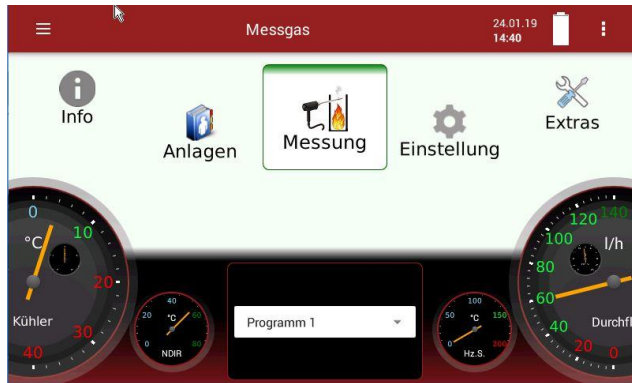 Messgas
24.01.19
14:40
Info
Anlagen
Messung
Einstellung
Extras
0
°C
10
20
30
40
Kühler
0
20
40
60
80
°C
NDIR
Programm 1
0
50
100
150
200
°C
Hz.S.
140
120
100
l/h
80
60
40
20
0
Durchfl